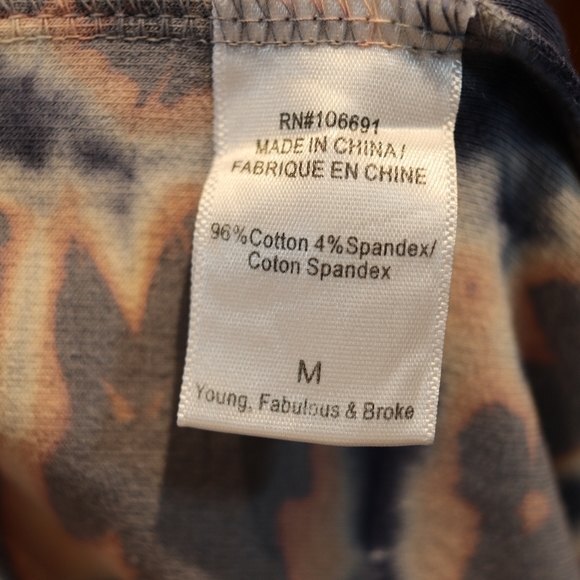 RN#106691
MADE IN CHINA/
FABRIQUE EN CHINE
96%Cotton 4%Spandex/
Coton Spandex
M
Young, Fabulous & Broke